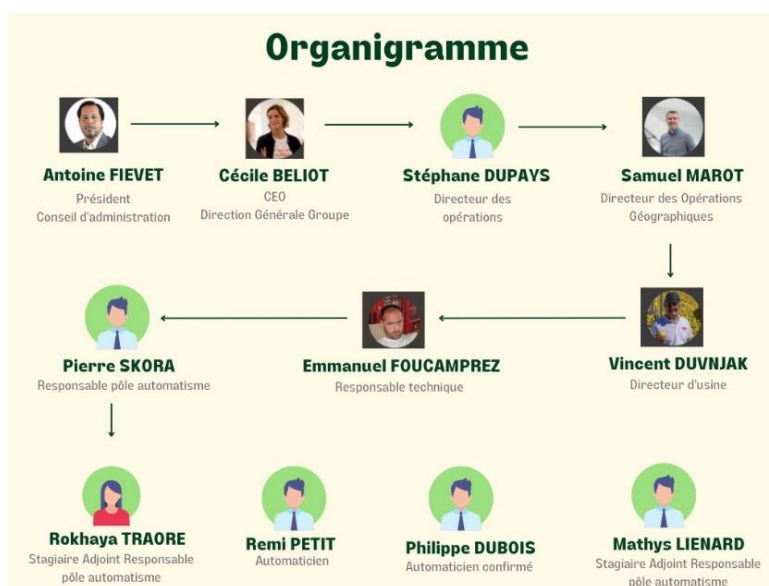 Organigramme
Antoine FIEVET
Président
Conseil d'administration
Cécile BELIOT
CEO
Direction Générale Groupe
Stéphane DUPAYS
Directeur des
opérations
Samuel MAROT
Directeur des Opérations
Géographiques
Pierre SKORA
Responsable pôle automatisme
Emmanuel FOUCAMPREZ
Responsable technique
Vincent DUVNJAK
Directeur d'usine
Rokhaya TRAORE
Stagiaire Adjoint Responsable
pôle automatisme
Remi PETIT
Automaticien
Philippe DUBOIS
Automaticien confirmé
Mathys LIENARD
Stagiaire Adjoint Responsable
pôle automatisme